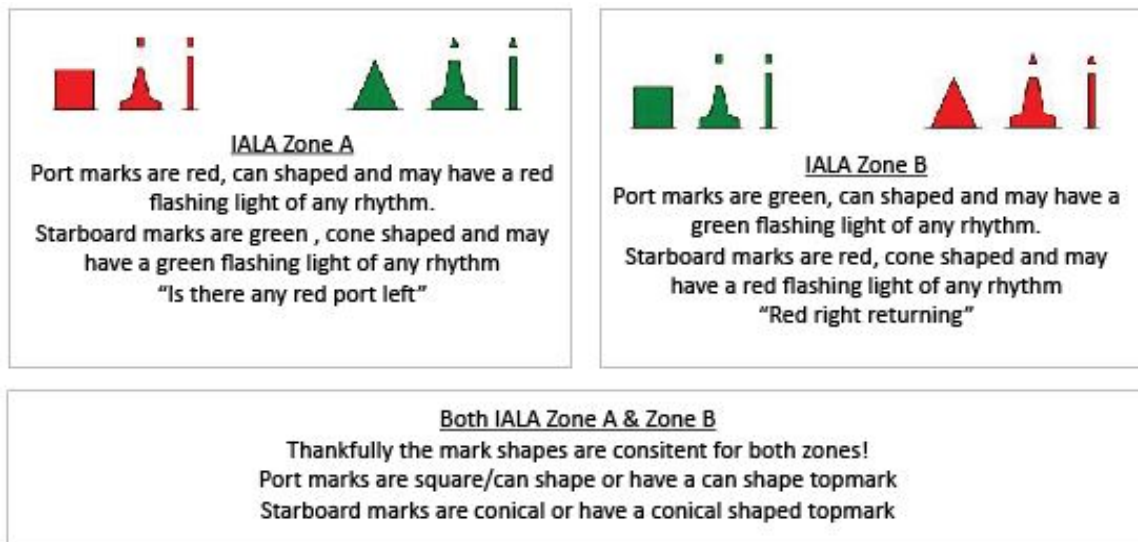 IALA Zone A
Port marks are red, can shaped and may have a red
flashing light of any rhythm.
Starboard marks are green , cone shaped and may
have a green flashing light of any rhythm
“Is there any red port left”
IALA Zone B
Port marks are green, can shaped and may have a
green flashing light of any rhythm.
Starboard marks are red, cone shaped and may
have a red flashing light of any rhythm
“Red right returning”
Both IALA Zone A & Zone B
Thankfully the mark shapes are consitent for both zones!
Port marks are square/can shape or have a can shape topmark
Starboard marks are conical or have a conical shaped topmark